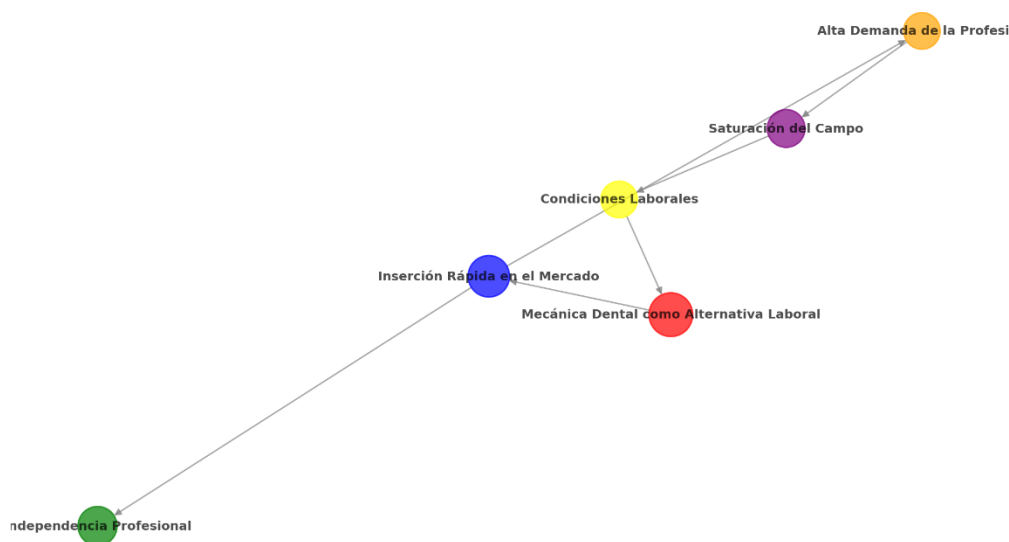 Alta Demanda de la Profesi
Saturación del Campo
Condiciones Laborales
Inserción Rápida en el Mercado
Mecánica Dental como Alternativa Laboral
ndependencia Profesional